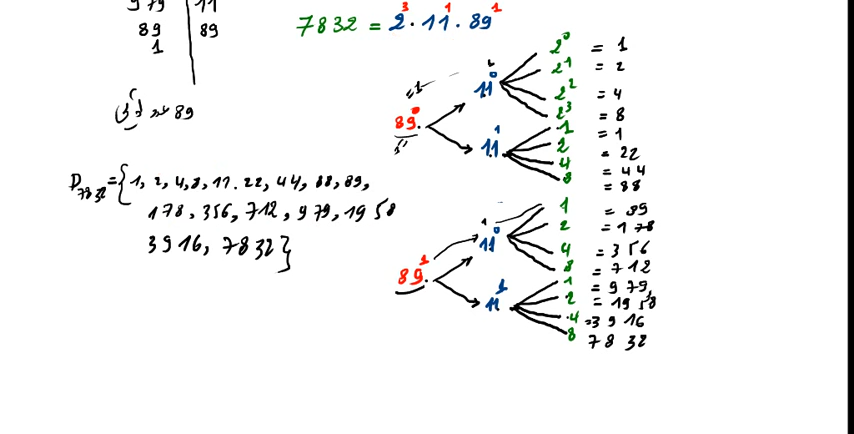 979 | 11
89 | 89
1
7832 = 2³ · 11¹ · 89¹
89
D₇₈₃₂ = {1, 2, 4, 8, 11. 22, 44, 88, 89,
178, 356, 712, 979, 1958
3916, 7832}
89⁰
11⁰
2⁰ = 1
2¹ = 2
2² = 4
2³ = 8
11¹
1 = 1
2 = 22
4 = 44
8 = 88
89¹
11⁰
1 = 89
2 = 178
4 = 356
8 = 712
11¹
1 = 979
2 = 1958
4 = 3916
8 7832